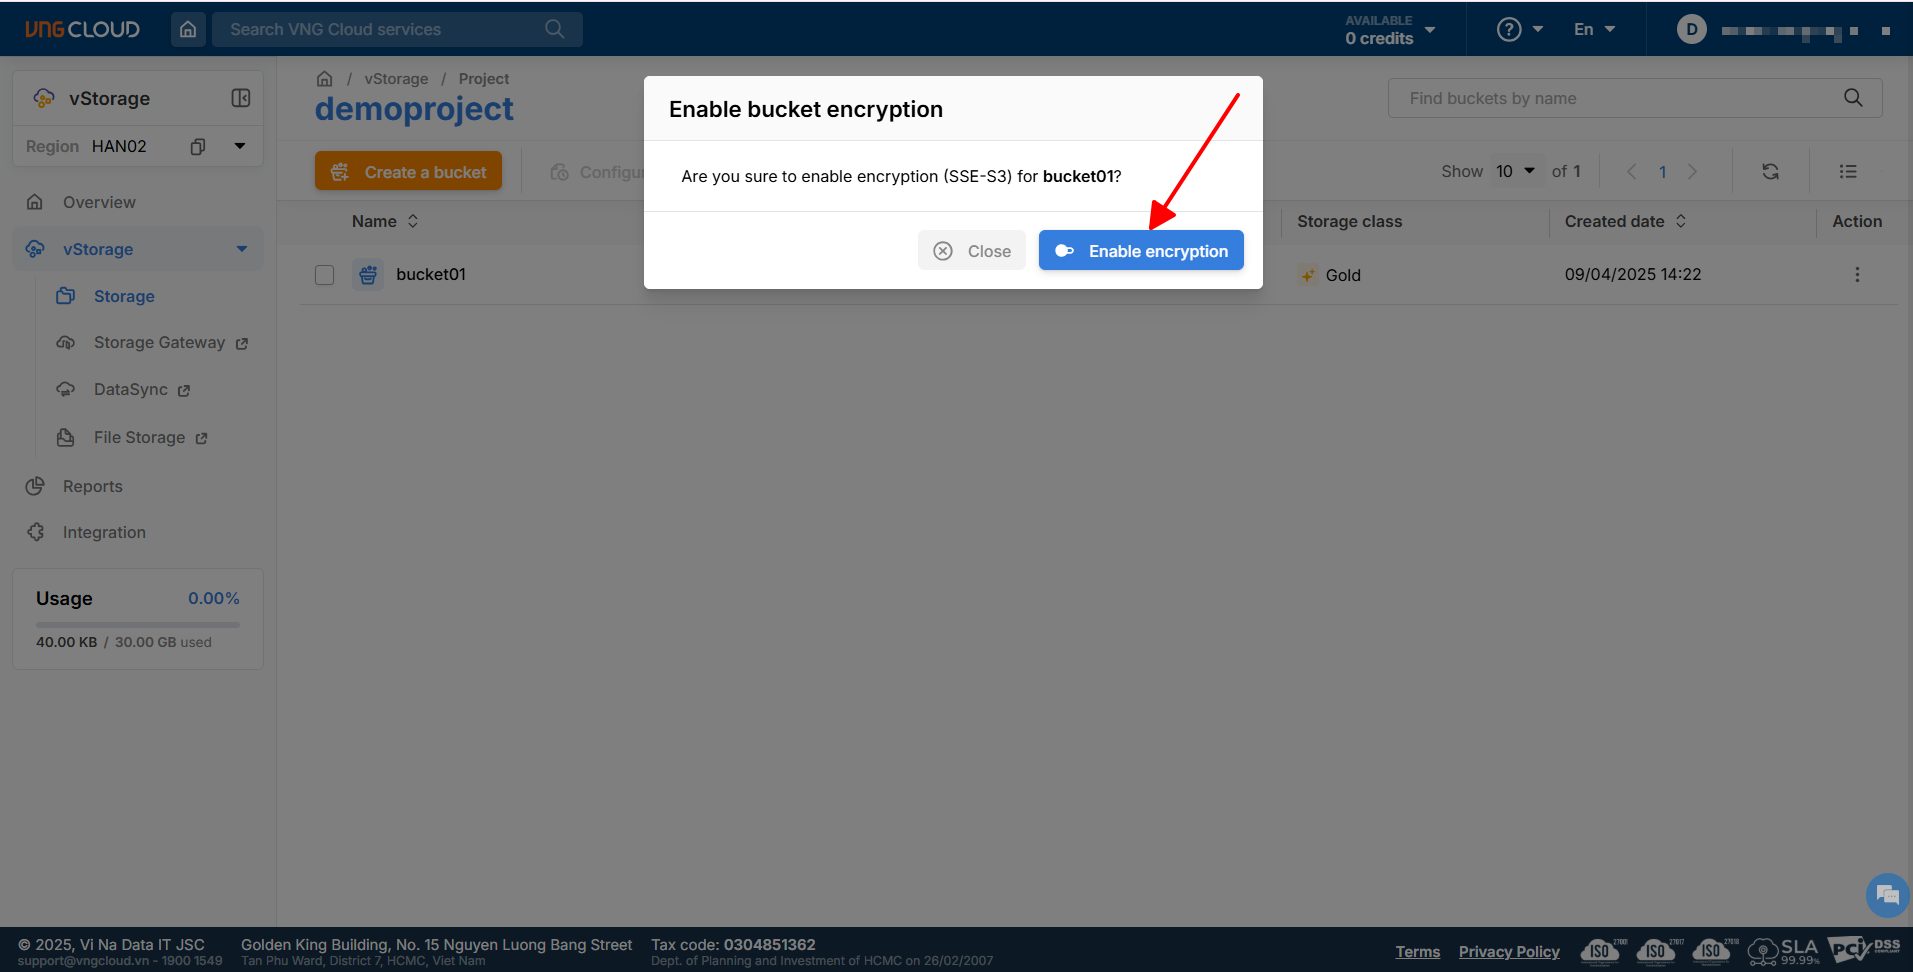 VNG CLOUD
Search VNG Cloud services
AVAILABLE
0 credits
En
D
vStorage
Region HAN02
Overview
vStorage
Storage
Storage Gateway
DataSync
File Storage
Reports
Integration
Usage 0.00%
40.00 KB / 30.00 GB used
/ vStorage / Project
demoproject
Find buckets by name
Create a bucket
Configu
Show 10 of 1
1
Name
Storage class
Created date
Action
bucket01
Gold
09/04/2025 14:22
Enable bucket encryption
Are you sure to enable encryption (SSE-S3) for bucket01?
Close
Enable encryption
© 2025, Vi Na Data IT JSC
support@vngcloud.vn - 1900 1549
Golden King Building, No. 15 Nguyen Luong Bang Street
Tan Phu Ward, District 7, HCMC, Viet Nam
Tax code: 0304851362
Dept. of Planning and Investment of HCMC on 26/02/2007
Terms
Privacy Policy
ISO 27001
ISO 27017
ISO 27018
SLA
99.99%
PCI DSS
COMPLIANT